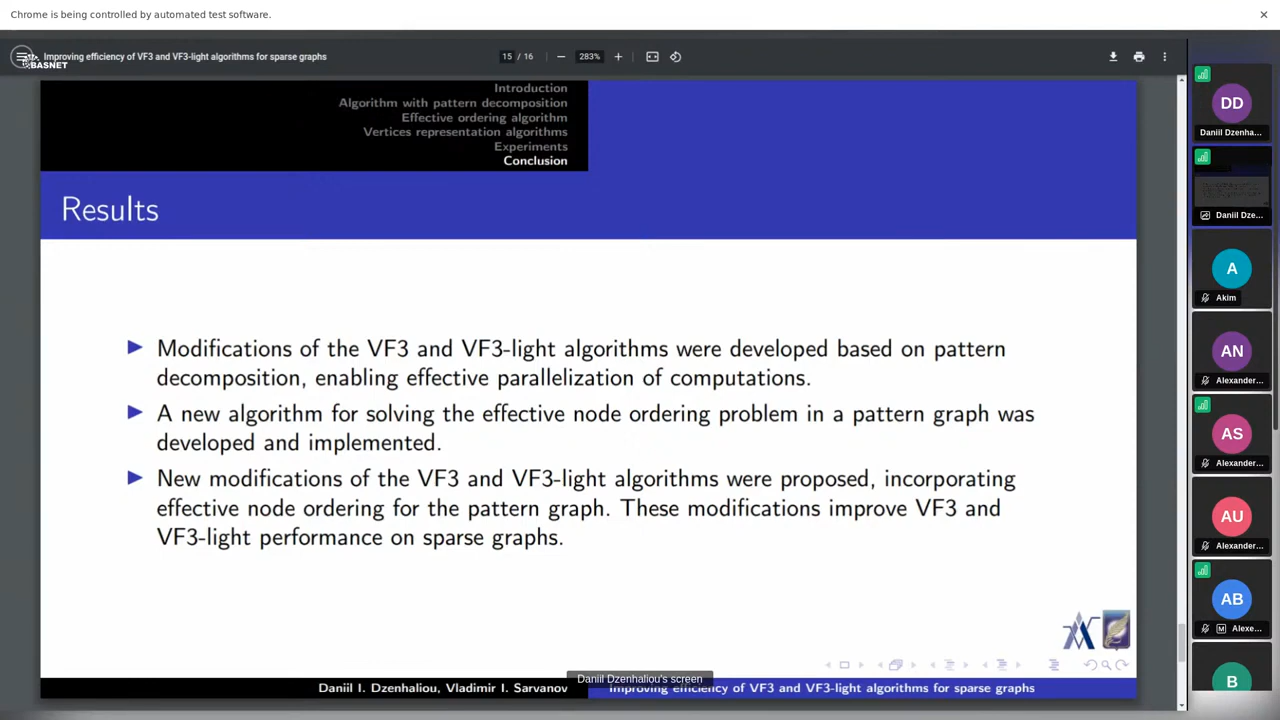 Chrome is being controlled by automated test software.
Improving efficiency of VF3 and VF3-light algorithms for sparse graphs
15 / 16
283%
BASNET
Introduction
Algorithm with pattern decomposition
Effective ordering algorithm
Vertices representation algorithms
Experiments
Conclusion
Results
Modifications of the VF3 and VF3-light algorithms were developed based on pattern
decomposition, enabling effective parallelization of computations.
A new algorithm for solving the effective node ordering problem in a pattern graph was
developed and implemented.
New modifications of the VF3 and VF3-light algorithms were proposed, incorporating
effective node ordering for the pattern graph. These modifications improve VF3 and
VF3-light performance on sparse graphs.
Daniil Dzenhaliou's screen
Daniil I. Dzenhaliou, Vladimir I. Sarvanov
Improving efficiency of VF3 and VF3-light algorithms for sparse graphs
DD
Daniil Dzenha...
Daniil Dze...
A
Akim
AN
Alexander...
AS
Alexander...
AU
Alexander...
AB
M
Alexe...
B